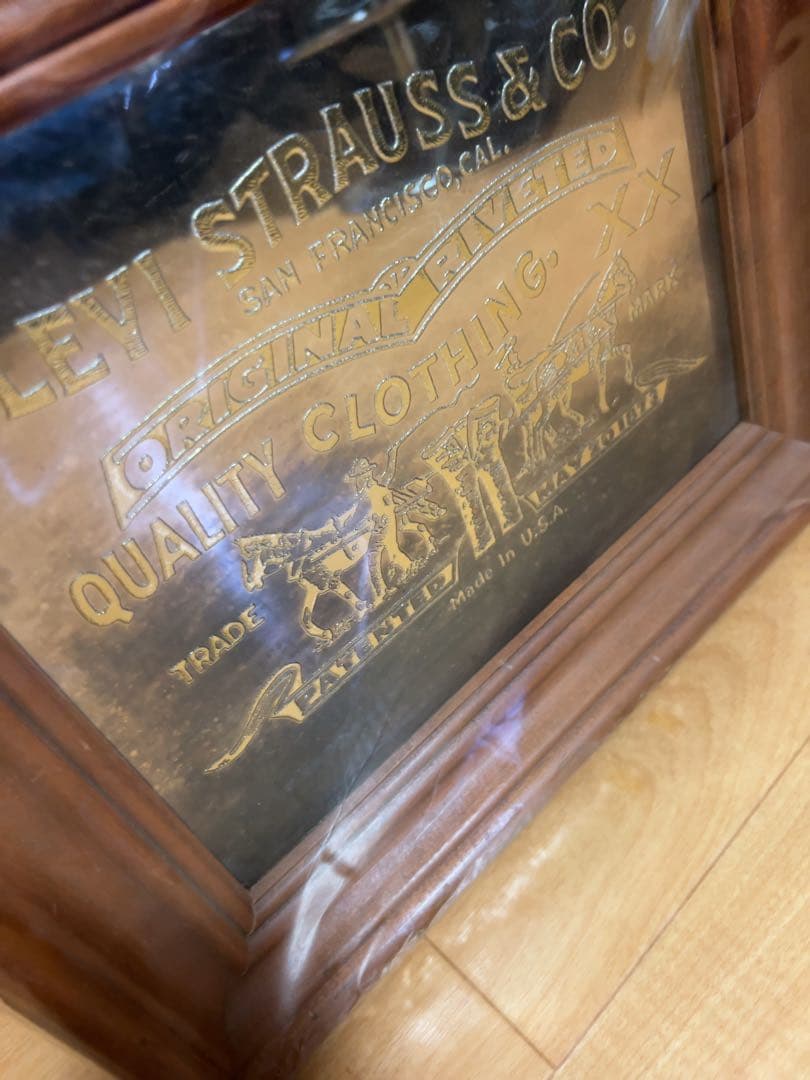 LEVI STRAUSS & CO.
SAN FRANCISCO, CAL.
ORIGINAL RIVETED
QUALITY CLOTHING. XX
TRADE MARK
PATENTED MAY 20 1873
Made in U.S.A.